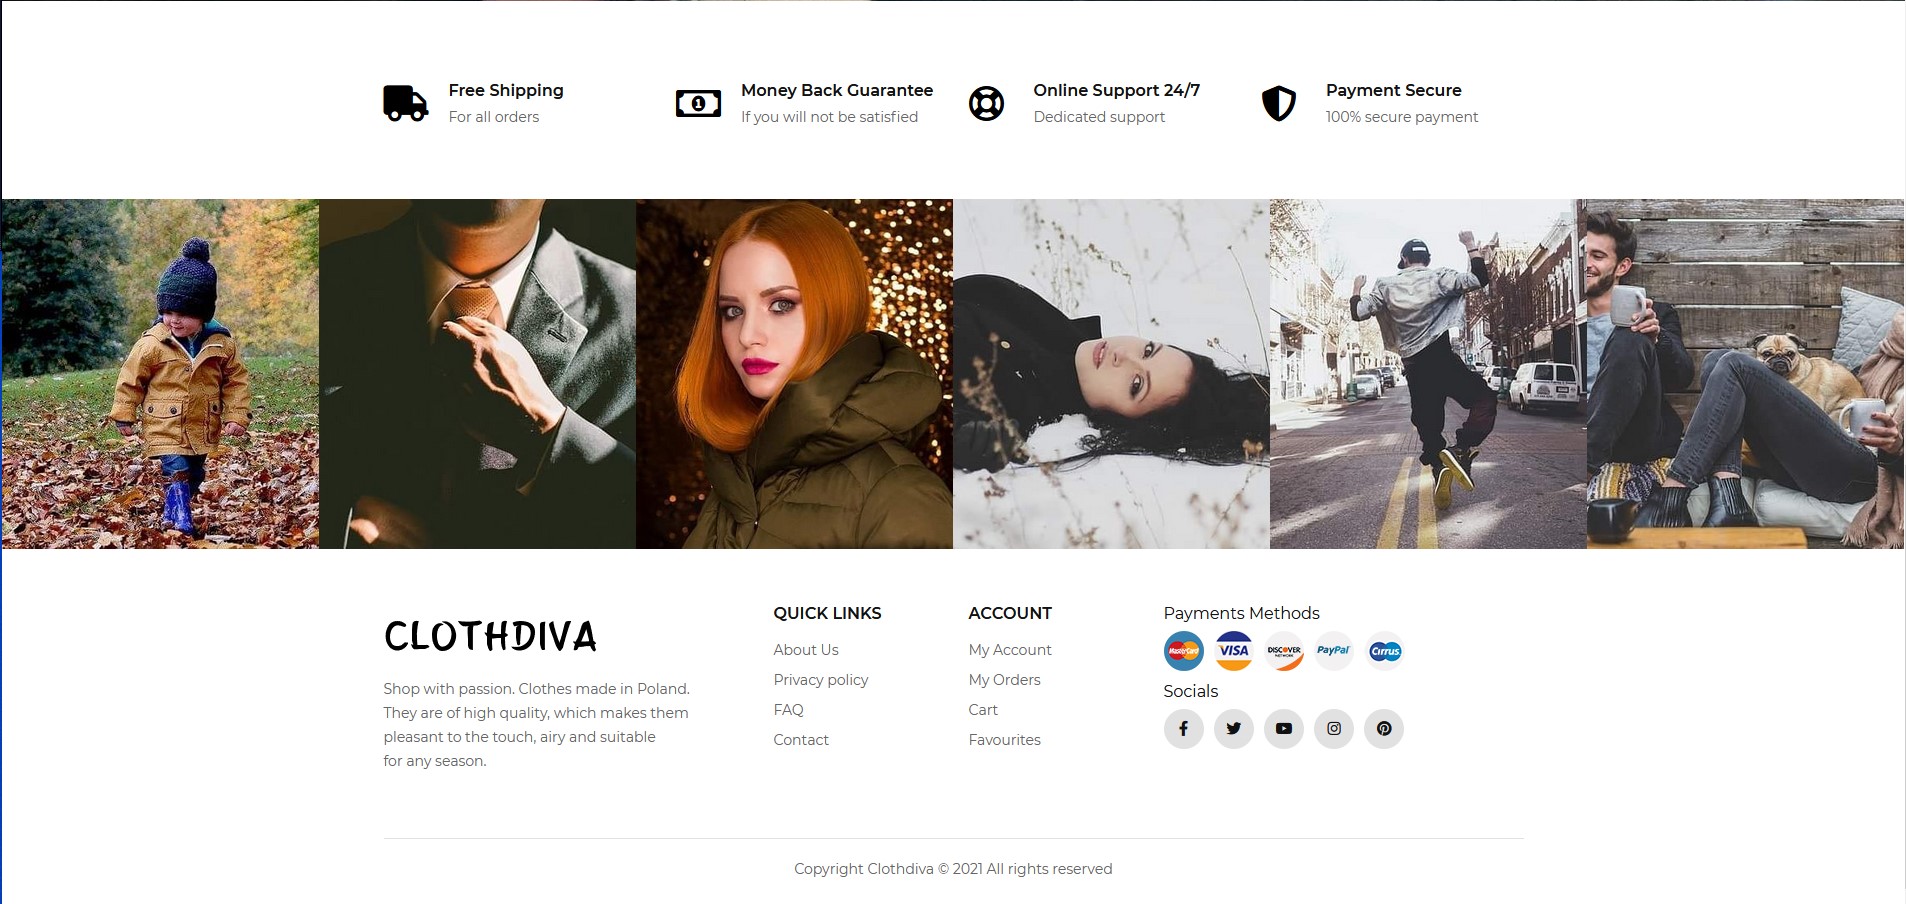 Free Shipping
For all orders
Money Back Guarantee
If you will not be satisfied
Online Support 24/7
Dedicated support
Payment Secure
100% secure payment
CLOTHDIVA
Shop with passion. Clothes made in Poland.
They are of high quality, which makes them
pleasant to the touch, airy and suitable
for any season.
QUICK LINKS
About Us
Privacy policy
FAQ
Contact
ACCOUNT
My Account
My Orders
Cart
Favourites
Payments Methods
MasterCard
VISA
DISCOVER
NETWORK
PayPal
Cirrus
Socials
Copyright Clothdiva © 2021 All rights reserved